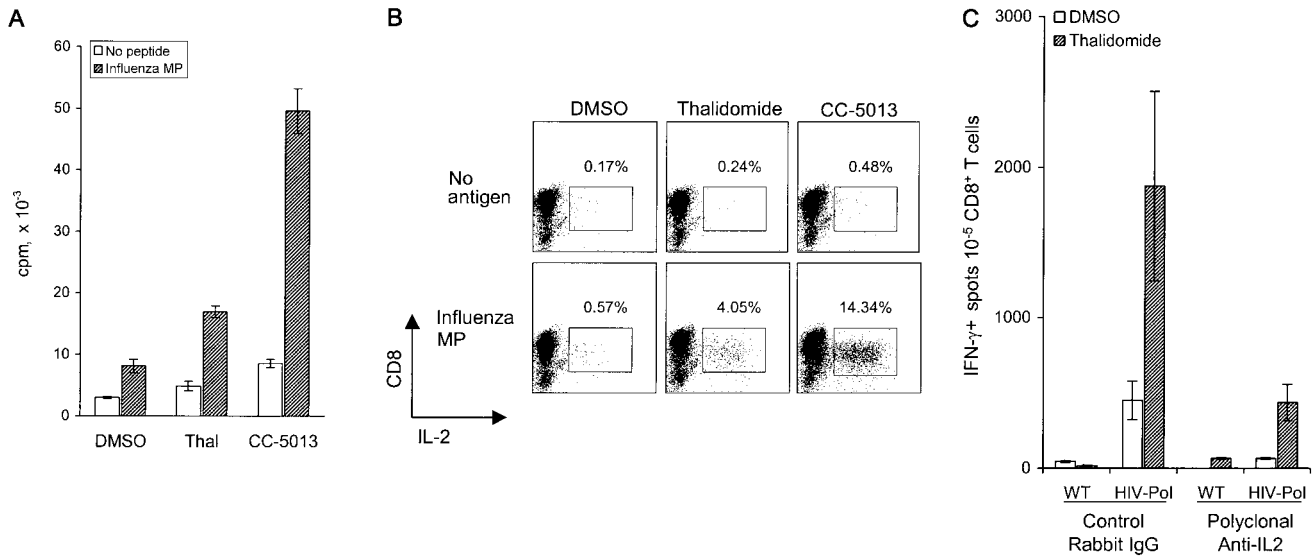 A
60
50
40
30
20
10
0
cpm, x 10⁻³
No peptide
Influenza MP
DMSO Thal CC-5013
B
DMSO Thalidomide CC-5013
No antigen
0.17% 0.24% 0.48%
Influenza MP
0.57% 4.05% 14.34%
CD8
IL-2
C
3000
2000
1000
0
IFN-γ+ spots 10⁻⁵ CD8⁺ T cells
DMSO
Thalidomide
WT HIV-Pol WT HIV-Pol
Control Polyclonal
Rabbit IgG Anti-IL2